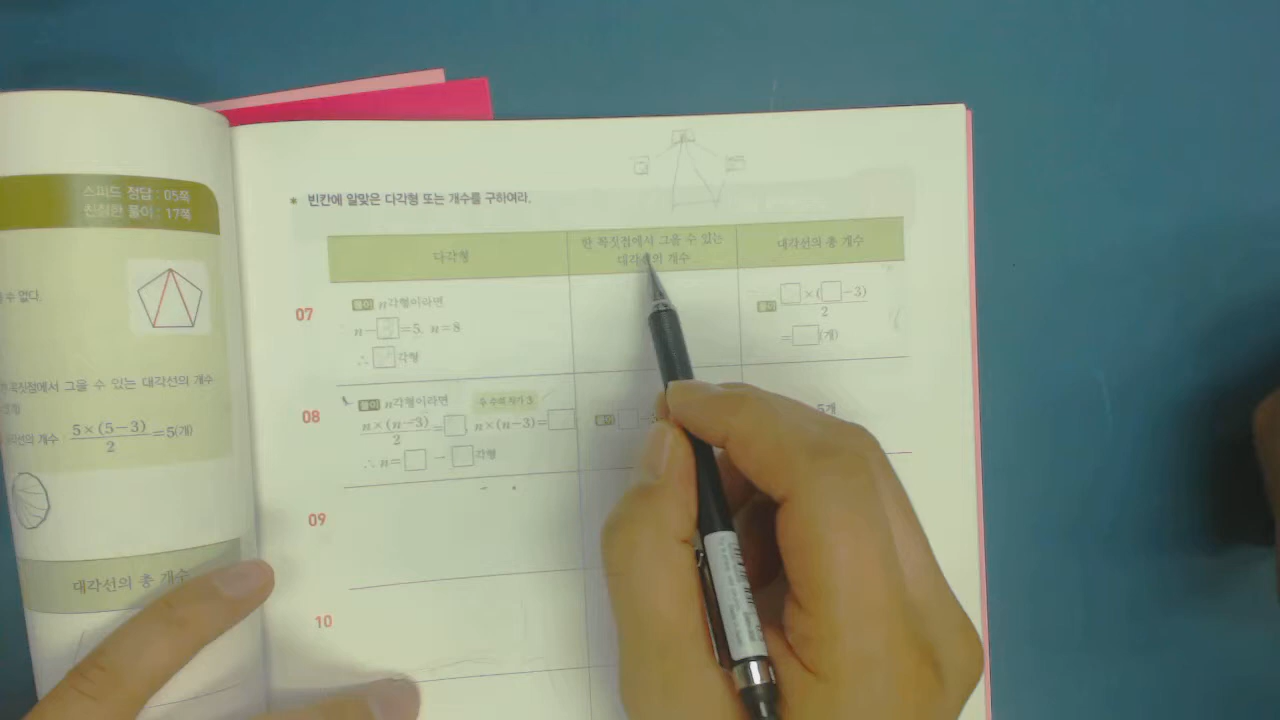 스피드 정답 : 05쪽
친절한 풀이 : 17쪽
수 없다.
꼭짓점에서 그을 수 있는 대각선의 개수
5×(5-3)/2=5(개)
대각선의 총 개수
* 빈칸에 알맞은 다각형 또는 개수를 구하여라.
다각형
한 꼭짓점에서 그을 수 있는
대각선의 개수
대각선의 총 개수
07
풀이 n각형이라면
n-□=5, n=8
∴ □각형
풀이 □×(□-3)/2
=□(개)
08
풀이 n각형이라면
두 수의 차가 3
n×(n-3)/2=□, n×(n-3)=□
∴ n=□ → □각형
풀이 □-
5개
09
10